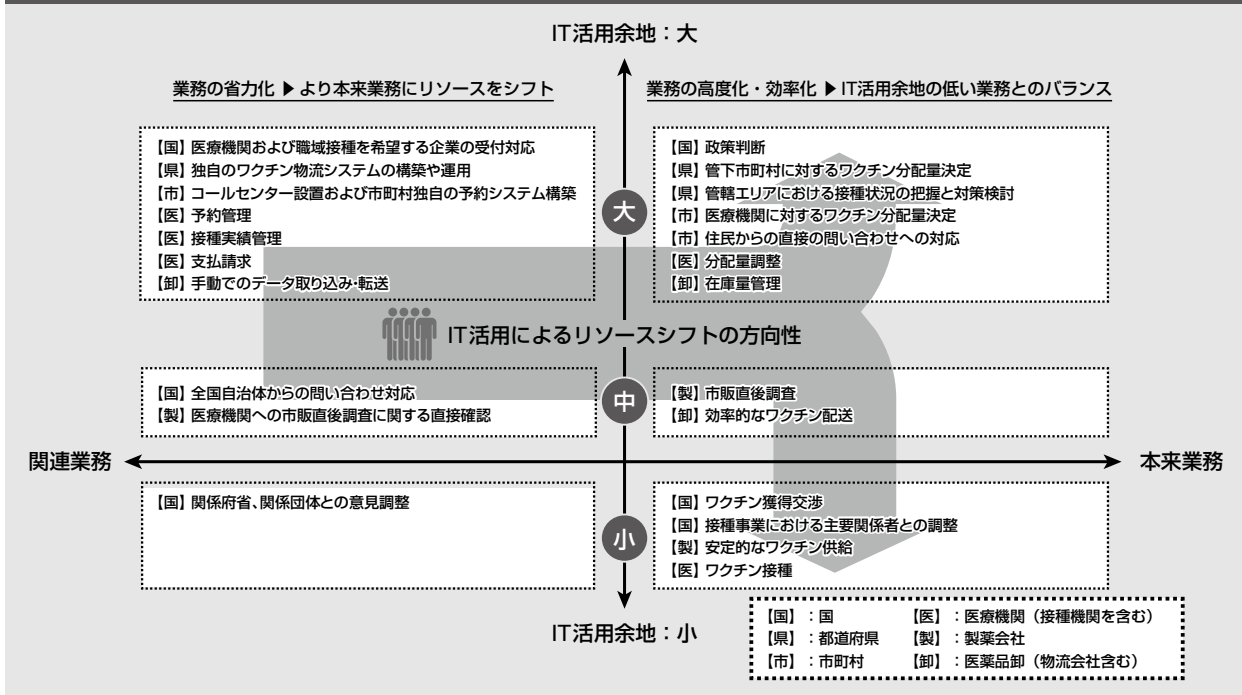 IT活用余地：大
業務の省力化 ▶ より本来業務にリソースをシフト
業務の高度化・効率化 ▶ IT活用余地の低い業務とのバランス
【国】医療機関および職域接種を希望する企業の受付対応
【県】独自のワクチン物流システムの構築や運用
【市】コールセンター設置および市町村独自の予約システム構築
【医】予約管理
【医】接種実績管理
【医】支払請求
【卸】手動でのデータ取り込み・転送
大
【国】政策判断
【県】管下市町村に対するワクチン分配量決定
【県】管轄エリアにおける接種状況の把握と対策検討
【市】医療機関に対するワクチン分配量決定
【市】住民からの直接の問い合わせへの対応
【医】分配量調整
【卸】在庫量管理
IT活用によるリソースシフトの方向性
【国】全国自治体からの問い合わせ対応
【製】医療機関への市販直後調査に関する直接確認
中
【製】市販直後調査
【卸】効率的なワクチン配送
関連業務
本来業務
【国】関係府省、関係団体との意見調整
小
【国】ワクチン獲得交渉
【国】接種事業における主要関係者との調整
【製】安定的なワクチン供給
【医】ワクチン接種
IT活用余地：小
【国】：国 【医】：医療機関（接種機関を含む）
【県】：都道府県 【製】：製薬会社
【市】：市町村 【卸】：医薬品卸（物流会社含む）